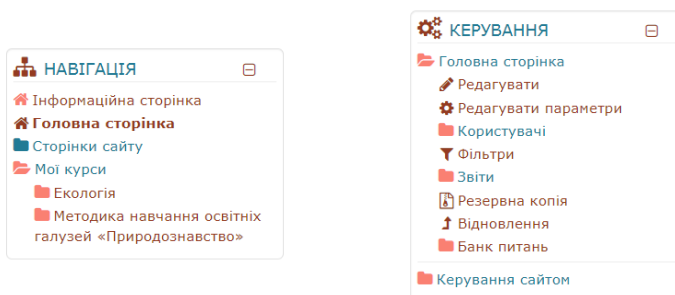 НАВІГАЦІЯ
Інформаційна сторінка
Головна сторінка
Сторінки сайту
Мої курси
Екологія
Методика навчання освітніх
галузей «Природознавство»
КЕРУВАННЯ
Головна сторінка
Редагувати
Редагувати параметри
Користувачі
Фільтри
Звіти
Резервна копія
Відновлення
Банк питань
Керування сайтом